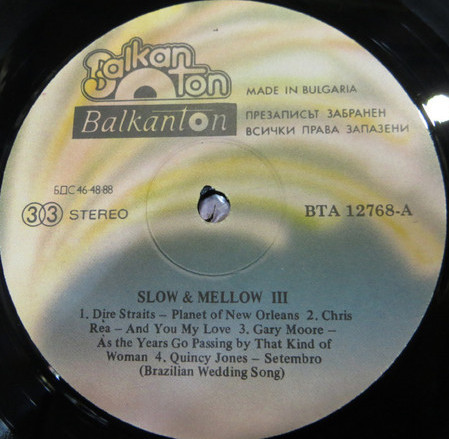 Balkan
ton
Balkanton
MADE IN BULGARIA
ПРЕЗАПИСЪТ ЗАБРАНЕН
ВСИЧКИ ПРАВА ЗАПАЗЕНИ
БДС 46-48-88
33 STEREO
BTA 12768-A
SLOW & MELLOW III
1. Dire Straits – Planet of New Orleans 2. Chris
Rea – And You My Love 3. Gary Moore –
As the Years Go Passing by That Kind of
Woman 4. Quincy Jones – Setembro
(Brazilian Wedding Song)